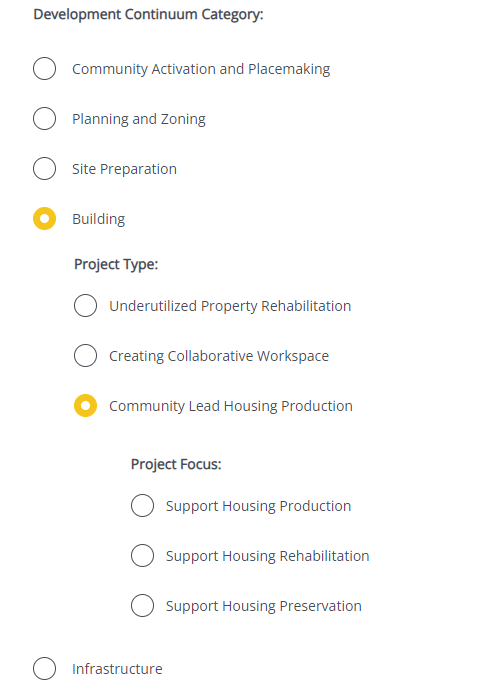 Development Continuum Category:
Community Activation and Placemaking
Planning and Zoning
Site Preparation
Building
Project Type:
Underutilized Property Rehabilitation
Creating Collaborative Workspace
Community Lead Housing Production
Project Focus:
Support Housing Production
Support Housing Rehabilitation
Support Housing Preservation
Infrastructure